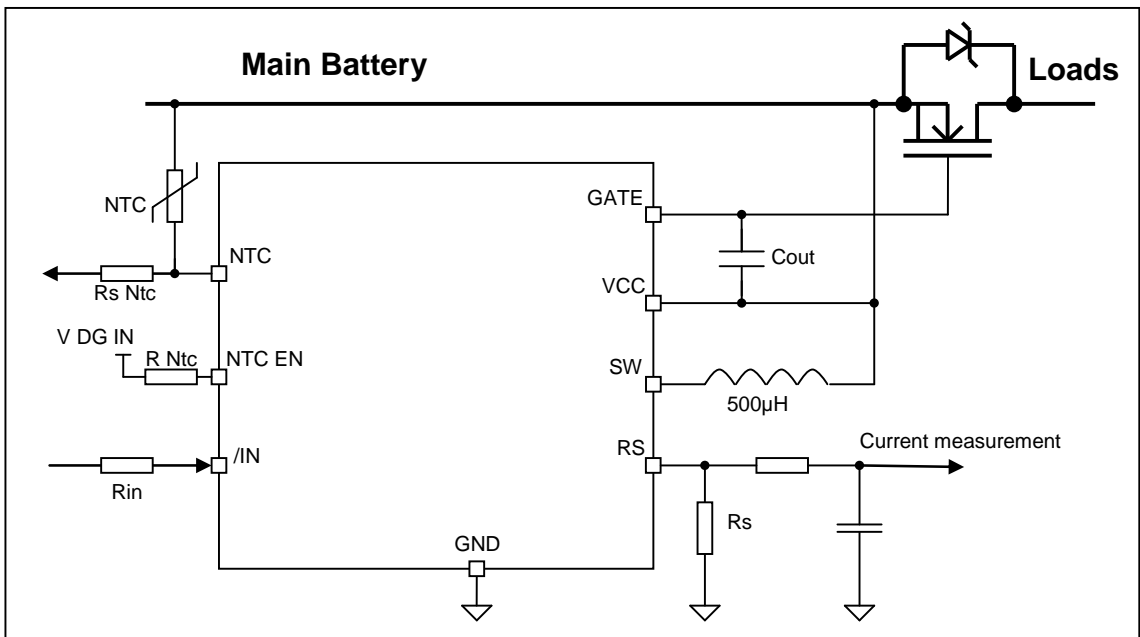 Main Battery
Loads
NTC
GATE
NTC
Cout
Rs Ntc
VCC
V DG IN
R Ntc
NTC EN
SW
500µH
/IN
RS
Current measurement
Rin
Rs
GND